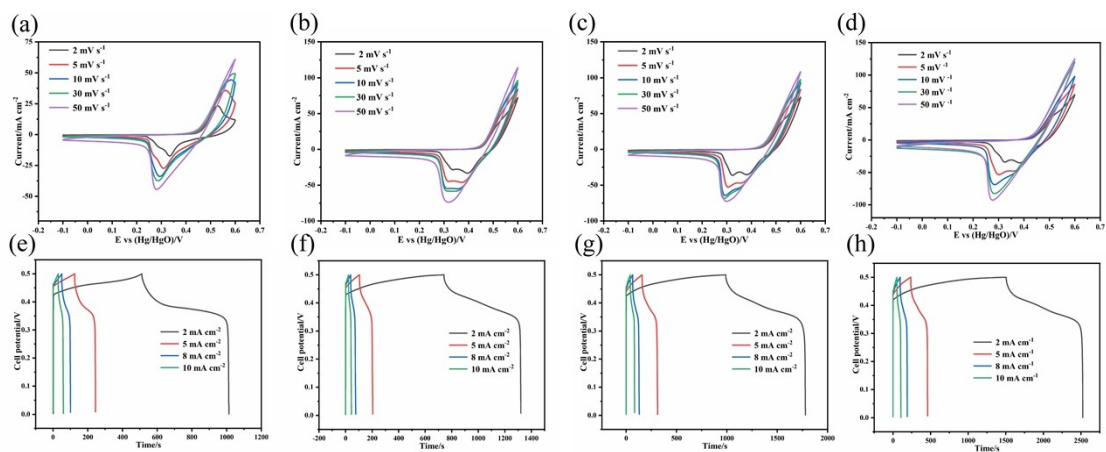 (a)
75
50
25
0
-25
-50
Current/mA cm-2
2 mV s-1
5 mV s-1
10 mV s-1
30 mV s-1
50 mV s-1
-0.1 0.0 0.1 0.2 0.3 0.4 0.5 0.6 0.7
E vs (Hg/HgO)/V
(b)
150
100
50
0
-50
-100
Current/mA cm-2
2 mV s-1
5 mV s-1
10 mV s-1
30 mV s-1
50 mV s-1
-0.1 0.0 0.1 0.2 0.3 0.4 0.5 0.6 0.7
E vs (Hg/HgO)/V
(c)
150
100
50
0
-50
-100
Current/mA cm-2
2 mV s-1
5 mV s-1
10 mV s-1
30 mV s-1
50 mV s-1
-0.1 0.0 0.1 0.2 0.3 0.4 0.5 0.6 0.7
E vs (Hg/HgO)/V
(d)
150
100
50
0
-50
-100
Current/mA cm-2
2 mV s-1
5 mV -1
10 mV -1
30 mV -1
50 mV -1
-0.1 0.0 0.1 0.2 0.3 0.4 0.5 0.6 0.7
E vs (Hg/HgO)/V
(e)
0.5
0.4
0.3
0.2
0.1
0.0
Cell potential/V
2 mA cm-2
5 mA cm-2
8 mA cm-2
10 mA cm-2
0 200 400 600 800 1000 1200
Time/s
(f)
0.5
0.4
0.3
0.2
0.1
0.0
Cell potential/V
2 mA cm-2
5 mA cm-2
8 mA cm-2
10 mA cm-2
-200 0 200 400 600 800 1000 1200 1400
Time/s
(g)
0.5
0.4
0.3
0.2
0.1
0.0
Cell potential/V
2 mA cm-2
5 mA cm-2
8 mA cm-2
10 mA cm-2
0 500 1000 1500 2000
Time/s
(h)
0.5
0.4
0.3
0.2
0.1
0.0
Cell potential/V
2 mA cm-1
5 mA cm-1
8 mA cm-1
10 mA cm-1
0 500 1000 1500 2000 2500
Time/s